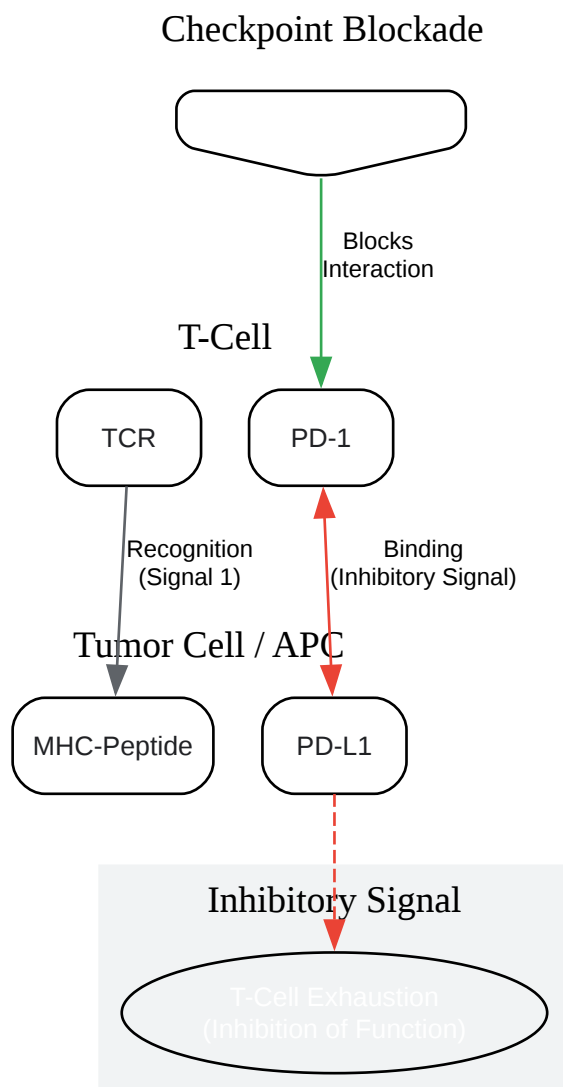 Checkpoint Blockade
Blocks
Interaction
T-Cell
TCR
PD-1
Recognition
(Signal 1)
Binding
(Inhibitory Signal)
Tumor Cell / APC
MHC-Peptide
PD-L1
Inhibitory Signal
T-Cell Exhaustion
(Inhibition of Function)